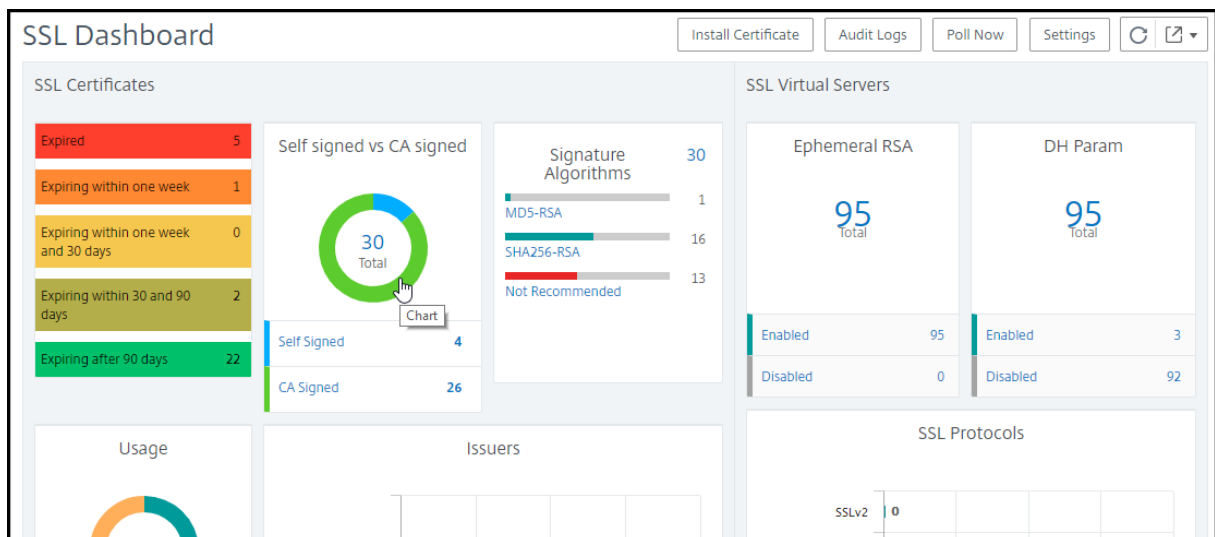 SSL Dashboard
Install Certificate
Audit Logs
Poll Now
Settings
SSL Certificates
Expired 5
Expiring within one week 1
Expiring within one week 0
and 30 days
Expiring within 30 and 90 2
days
Expiring after 90 days 22
Self signed vs CA signed
30
Total
Chart
Self Signed 4
CA Signed 26
Signature 30
Algorithms
1
MD5-RSA
16
SHA256-RSA
13
Not Recommended
Usage
Issuers
SSL Virtual Servers
Ephemeral RSA
95
Total
Enabled 95
Disabled 0
DH Param
95
Total
Enabled 3
Disabled 92
SSL Protocols
SSLv2 0